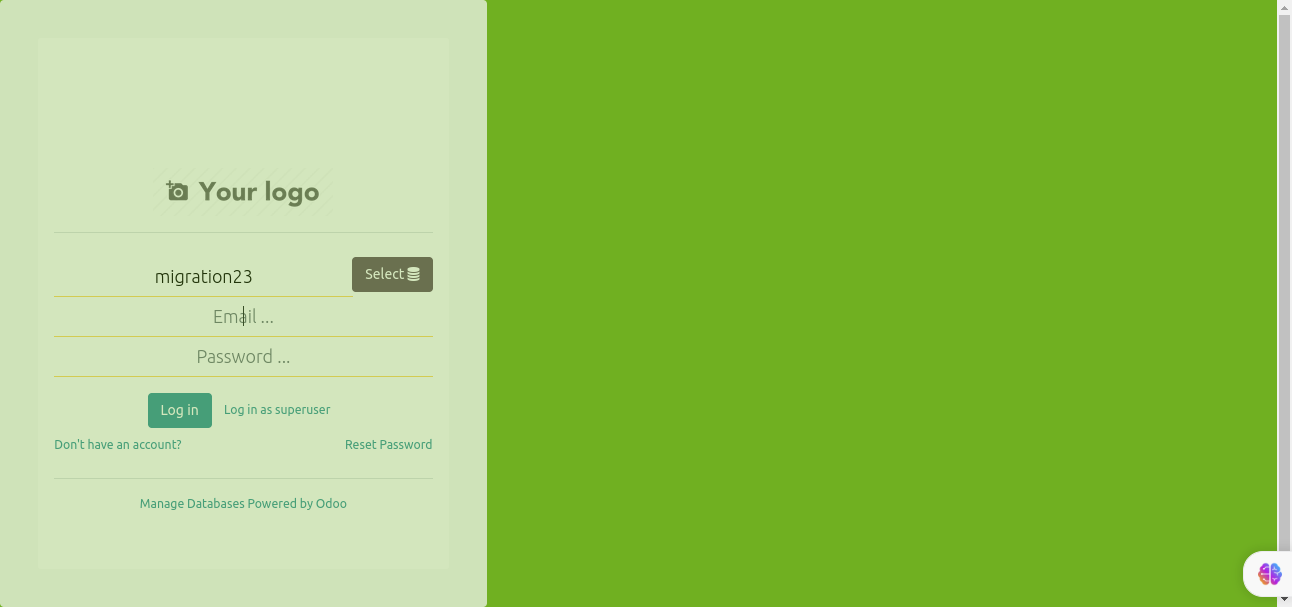 Your logo
migration23 Select
Email ...
Password ...
Log in Log in as superuser
Don't have an account? Reset Password
Manage Databases Powered by Odoo